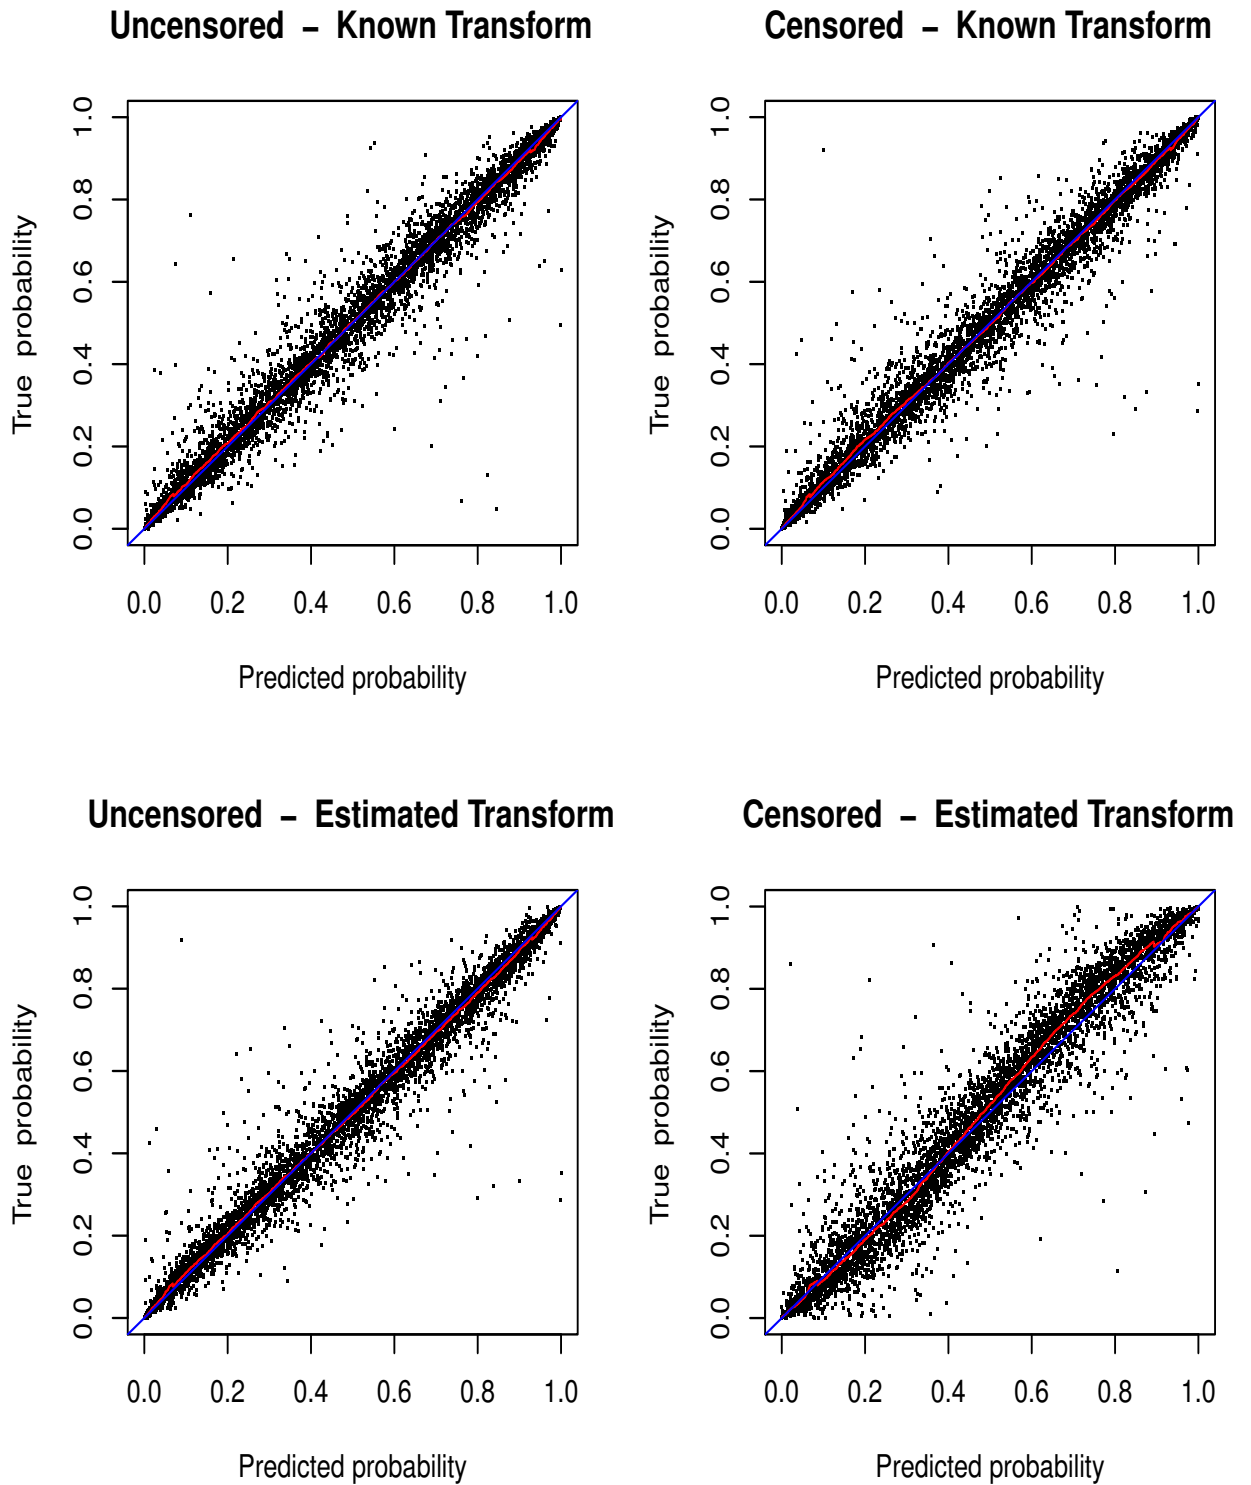 Uncensored – Known Transform
True probability
1.0
0.8
0.6
0.4
0.2
0.0
0.0 0.2 0.4 0.6 0.8 1.0
Predicted probability
Censored – Known Transform
True probability
1.0
0.8
0.6
0.4
0.2
0.0
0.0 0.2 0.4 0.6 0.8 1.0
Predicted probability
Uncensored – Estimated Transform
True probability
1.0
0.8
0.6
0.4
0.2
0.0
0.0 0.2 0.4 0.6 0.8 1.0
Predicted probability
Censored – Estimated Transform
True probability
1.0
0.8
0.6
0.4
0.2
0.0
0.0 0.2 0.4 0.6 0.8 1.0
Predicted probability